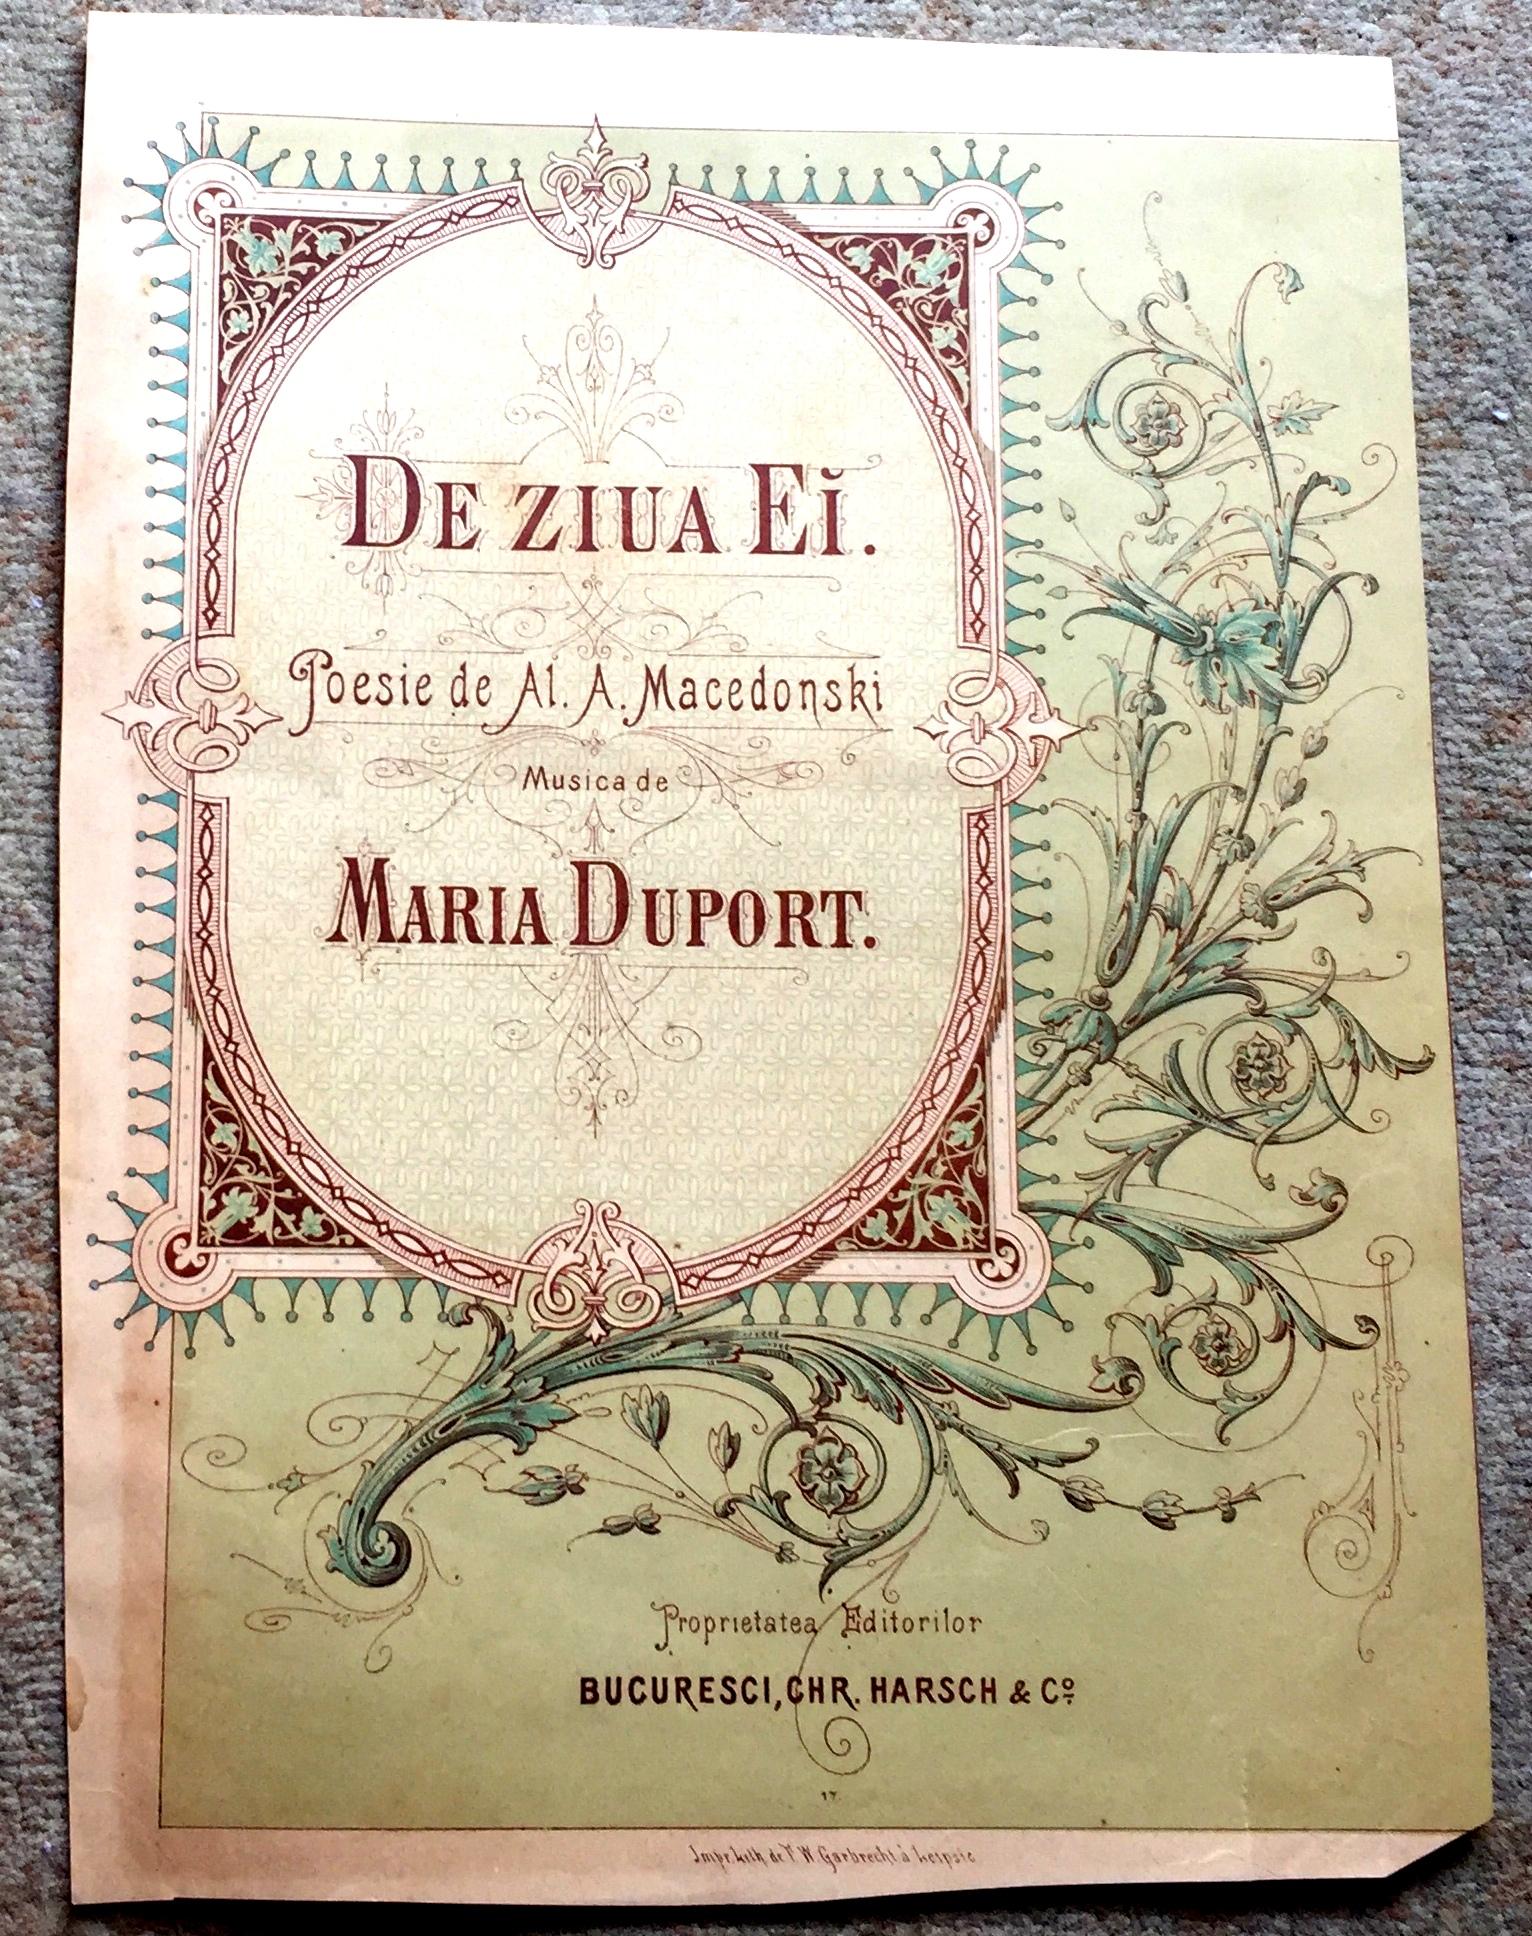 DE ZIUA EĬ.
Poesie de Al. A. Macedonski
Musica de
MARIA DUPORT.
Proprietatea Editorilor
BUCURESCI, CHR. HARSCH & Cº
17.
Impr. Lith. de F. W. Garbrecht à Leipsic